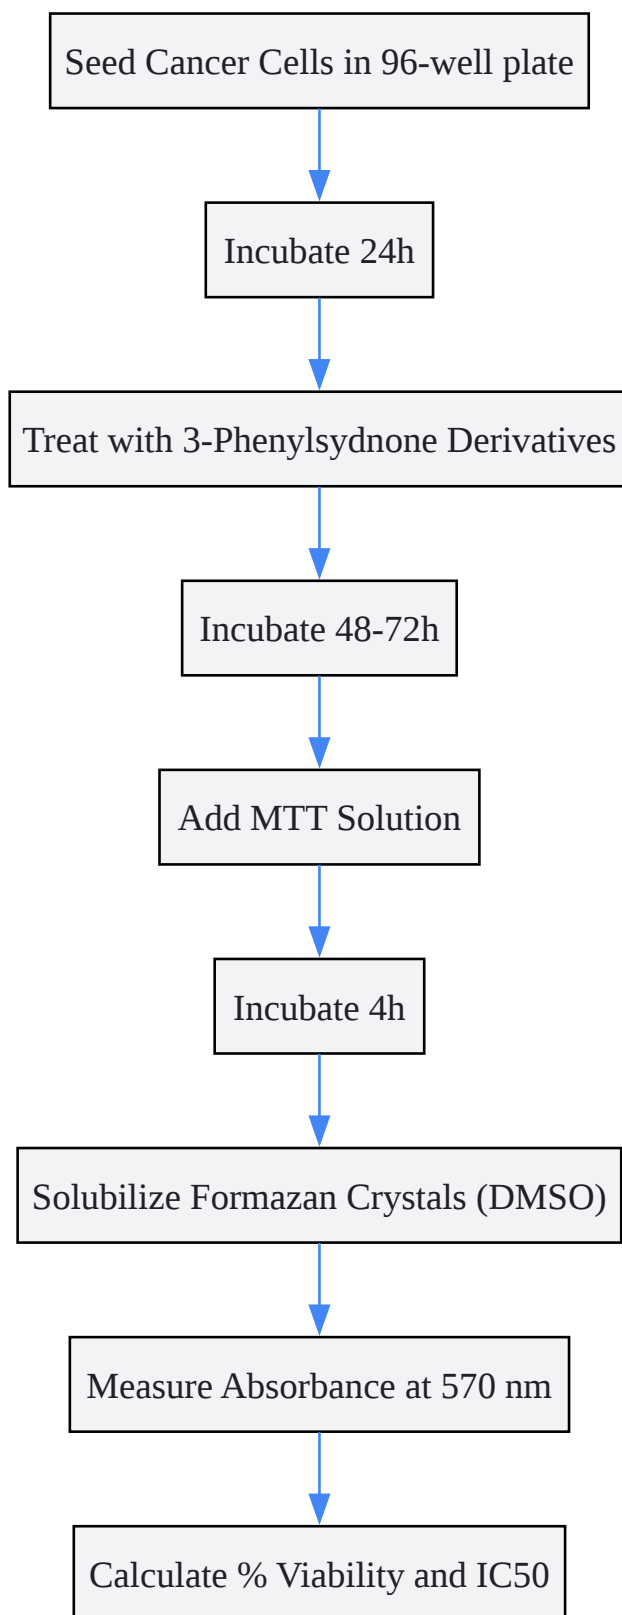 Seed Cancer Cells in 96-well plate
Incubate 24h
Treat with 3-Phenylsydnone Derivatives
Incubate 48-72h
Add MTT Solution
Incubate 4h
Solubilize Formazan Crystals (DMSO)
Measure Absorbance at 570 nm
Calculate % Viability and IC50